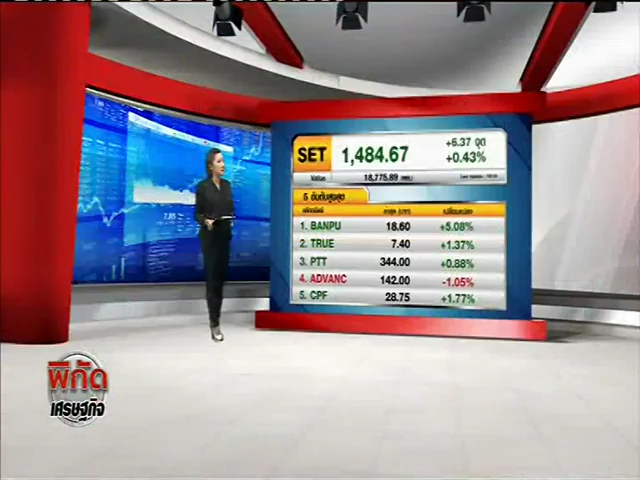 SET 1,484.67 +6.37 จุด
+0.43%
Value 18,775.89
5 อันดับสูงสุด
1. BANPU 18.60 +5.08%
2. TRUE 7.40 +1.37%
3. PTT 344.00 +0.88%
4. ADVANC 142.00 -1.05%
5. CPF 28.75 +1.77%
พิกัด
เศรษฐกิจ